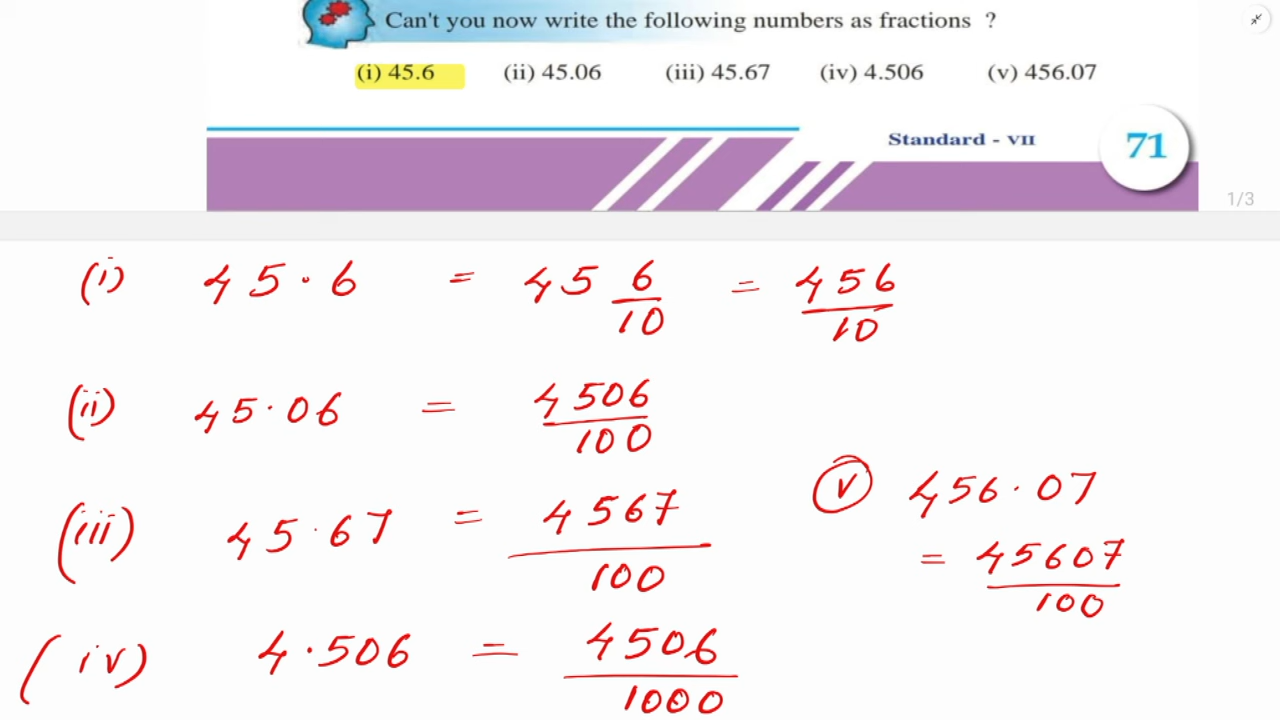 Can't you now write the following numbers as fractions ?
(i) 45.6 (ii) 45.06 (iii) 45.67 (iv) 4.506 (v) 456.07
Standard - VII 71
1/3
(i) 45.6 = 45 6/10 = 456/10
(ii) 45.06 = 4506/100
(iii) 45.67 = 4567/100
(iv) 4.506 = 4506/1000
(v) 456.07
= 45607/100